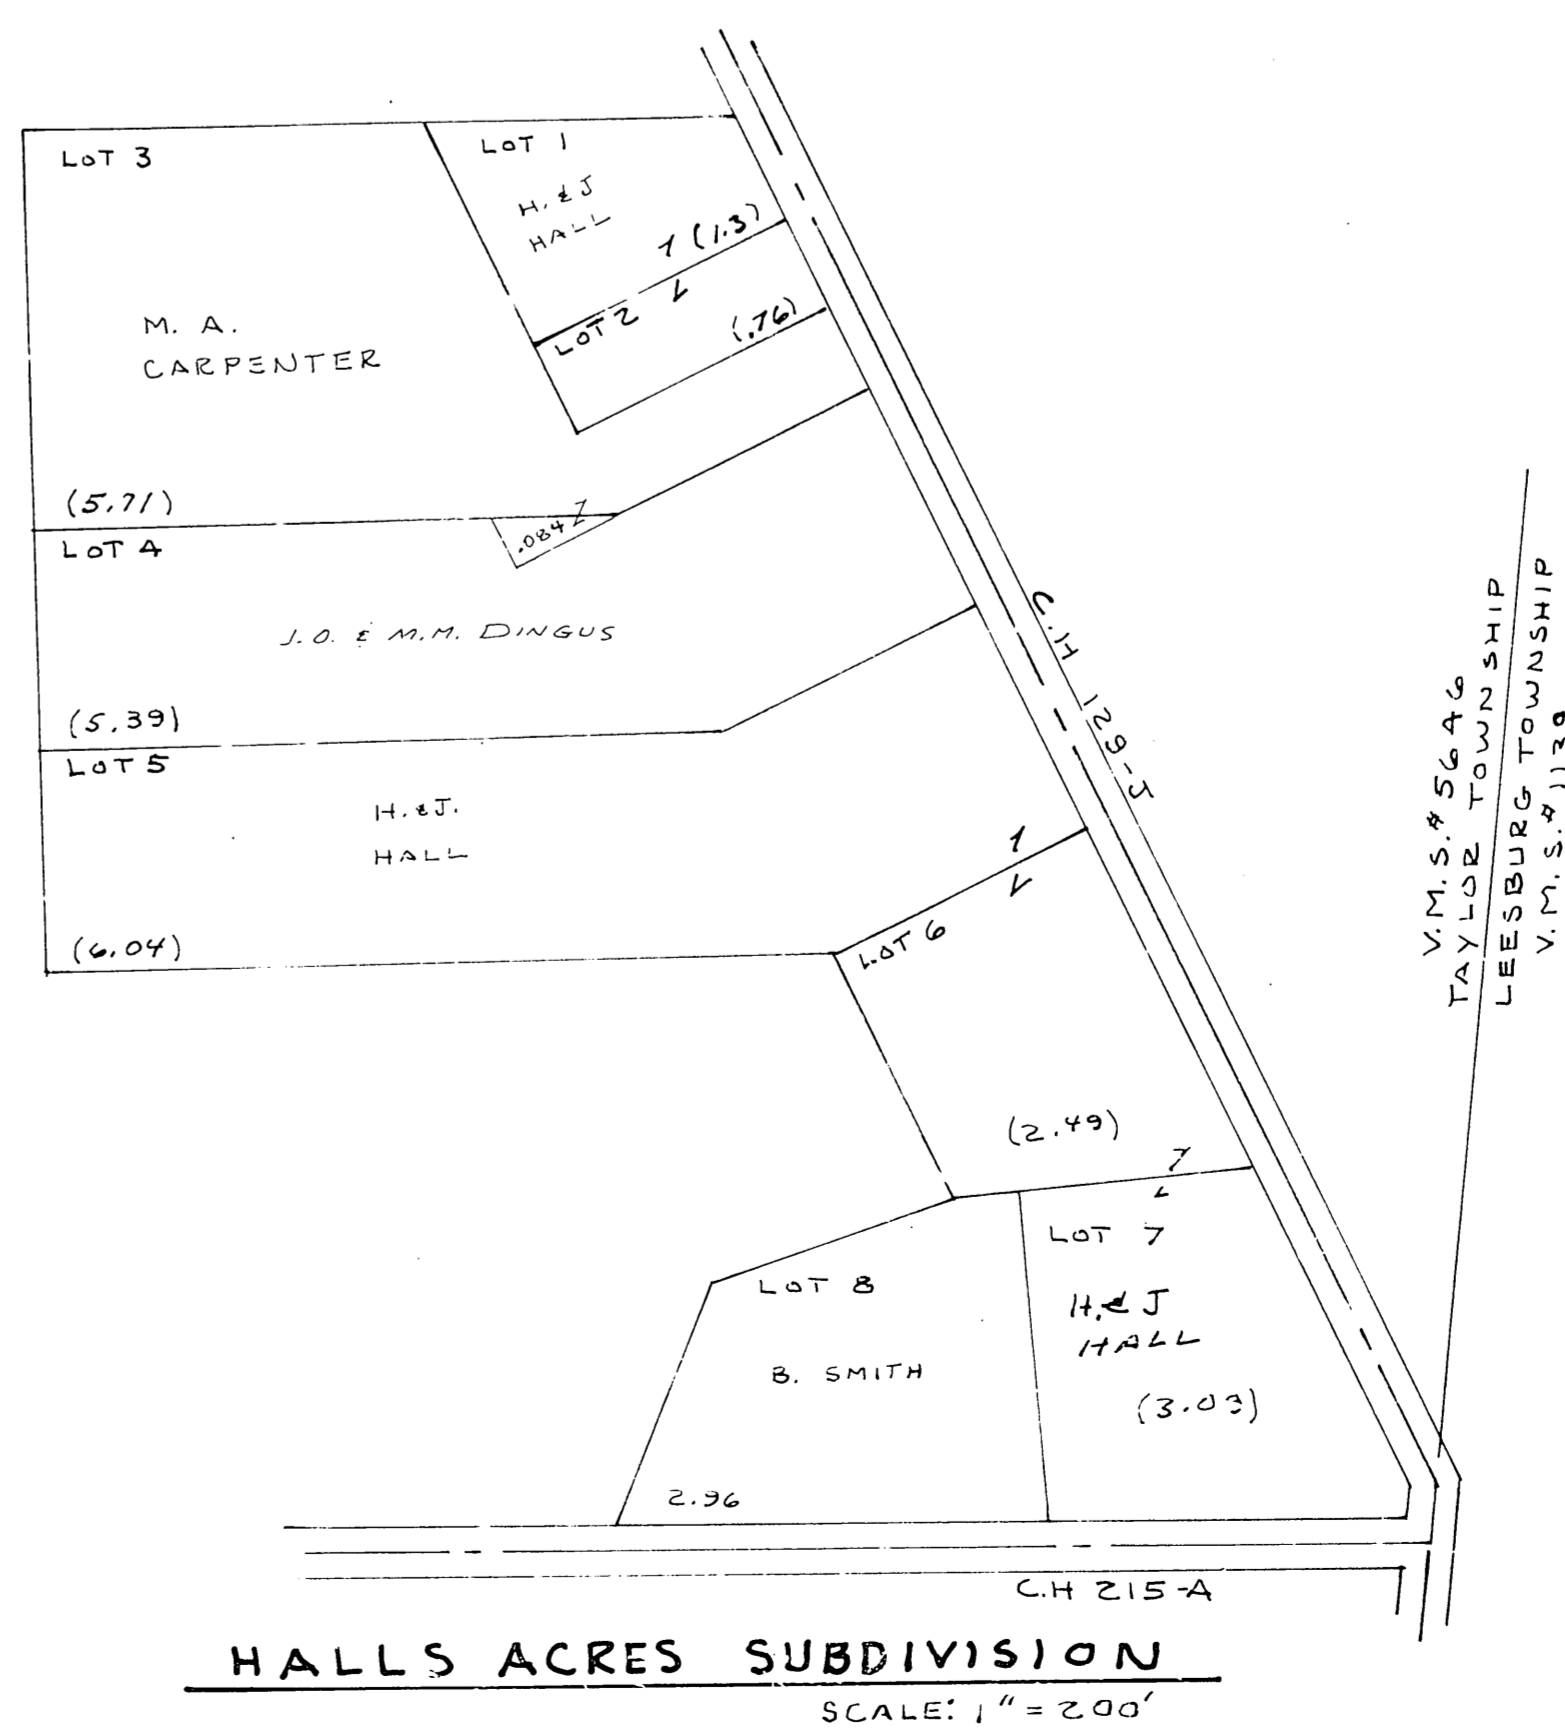 LOT 3
LOT 1
H. & J
HALL
(1.3)
LOT 2
(.76)
M. A.
CARPENTER
(5.71)
.084
LOT 4
J.O. & M.M. DINGUS
(5.39)
LOT 5
H. & J.
HALL
(6.04)
C.H 129-J
LOT 6
(2.49)
V.M.S.# 5646
TAYLOR TOWNSHIP
LEESBURG TOWNSHIP
V.M.S.# 1139
LOT 7
H. & J
HALL
(3.03)
LOT 8
B. SMITH
2.96
C.H 215-A
HALLS ACRES SUBDIVISION
SCALE: 1" = 200'